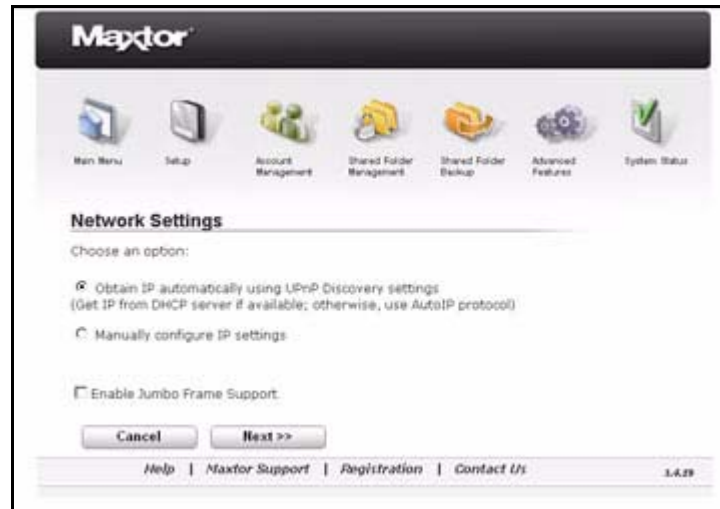 Maxtor
Main Menu
Setup
Account Management
Shared Folder Management
Shared Folder Backup
Advanced Features
System Status
Network Settings
Choose an option:
Obtain IP automatically using UPnP Discovery settings
(Get IP from DHCP server if available; otherwise, use AutoIP protocol)
Manually configure IP settings
Enable Jumbo Frame Support
Cancel
Next >>
Help | Maxtor Support | Registration | Contact Us